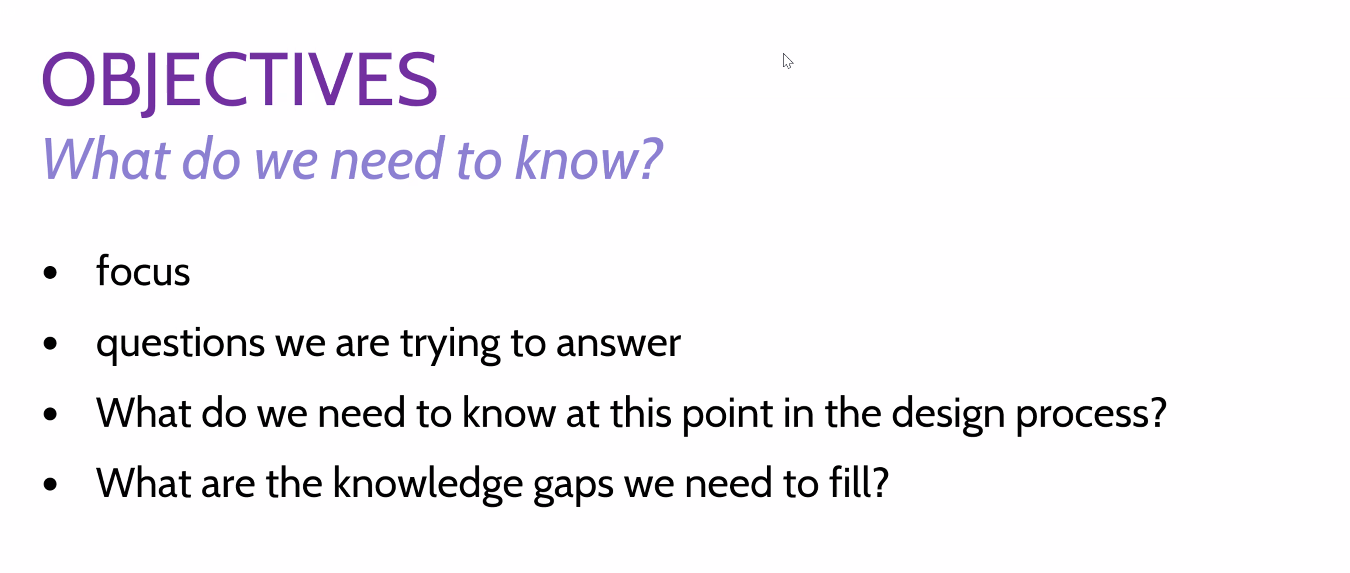 OBJECTIVES
What do we need to know?
• focus
• questions we are trying to answer
• What do we need to know at this point in the design process?
• What are the knowledge gaps we need to fill?